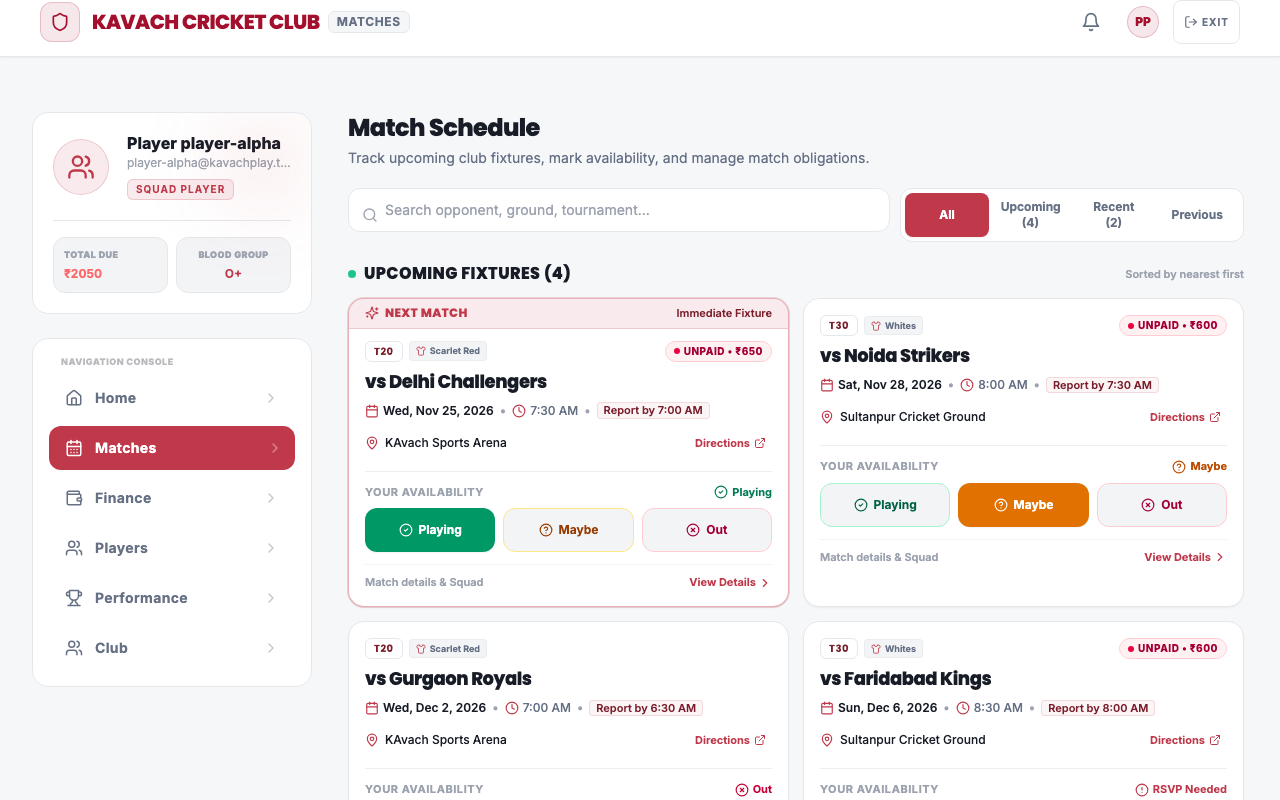 KAVACH CRICKET CLUB MATCHES
PP
EXIT
Player player-alpha
player-alpha@kavachplay.t...
SQUAD PLAYER
TOTAL DUE
₹2050
BLOOD GROUP
O+
NAVIGATION CONSOLE
Home
Matches
Finance
Players
Performance
Club
Match Schedule
Track upcoming club fixtures, mark availability, and manage match obligations.
Search opponent, ground, tournament...
All
Upcoming
(4)
Recent
(2)
Previous
UPCOMING FIXTURES (4)
Sorted by nearest first
NEXT MATCH
Immediate Fixture
T20 Scarlet Red UNPAID • ₹650
vs Delhi Challengers
Wed, Nov 25, 2026 • 7:30 AM • Report by 7:00 AM
KAvach Sports Arena
Directions
YOUR AVAILABILITY
Playing
Playing
Maybe
Out
Match details & Squad
View Details
T30 Whites UNPAID • ₹600
vs Noida Strikers
Sat, Nov 28, 2026 • 8:00 AM • Report by 7:30 AM
Sultanpur Cricket Ground
Directions
YOUR AVAILABILITY
Maybe
Playing
Maybe
Out
Match details & Squad
View Details
T20 Scarlet Red
vs Gurgaon Royals
Wed, Dec 2, 2026 • 7:00 AM • Report by 6:30 AM
KAvach Sports Arena
Directions
YOUR AVAILABILITY
Out
T30 Whites UNPAID • ₹600
vs Faridabad Kings
Sun, Dec 6, 2026 • 8:30 AM • Report by 8:00 AM
Sultanpur Cricket Ground
Directions
YOUR AVAILABILITY
RSVP Needed